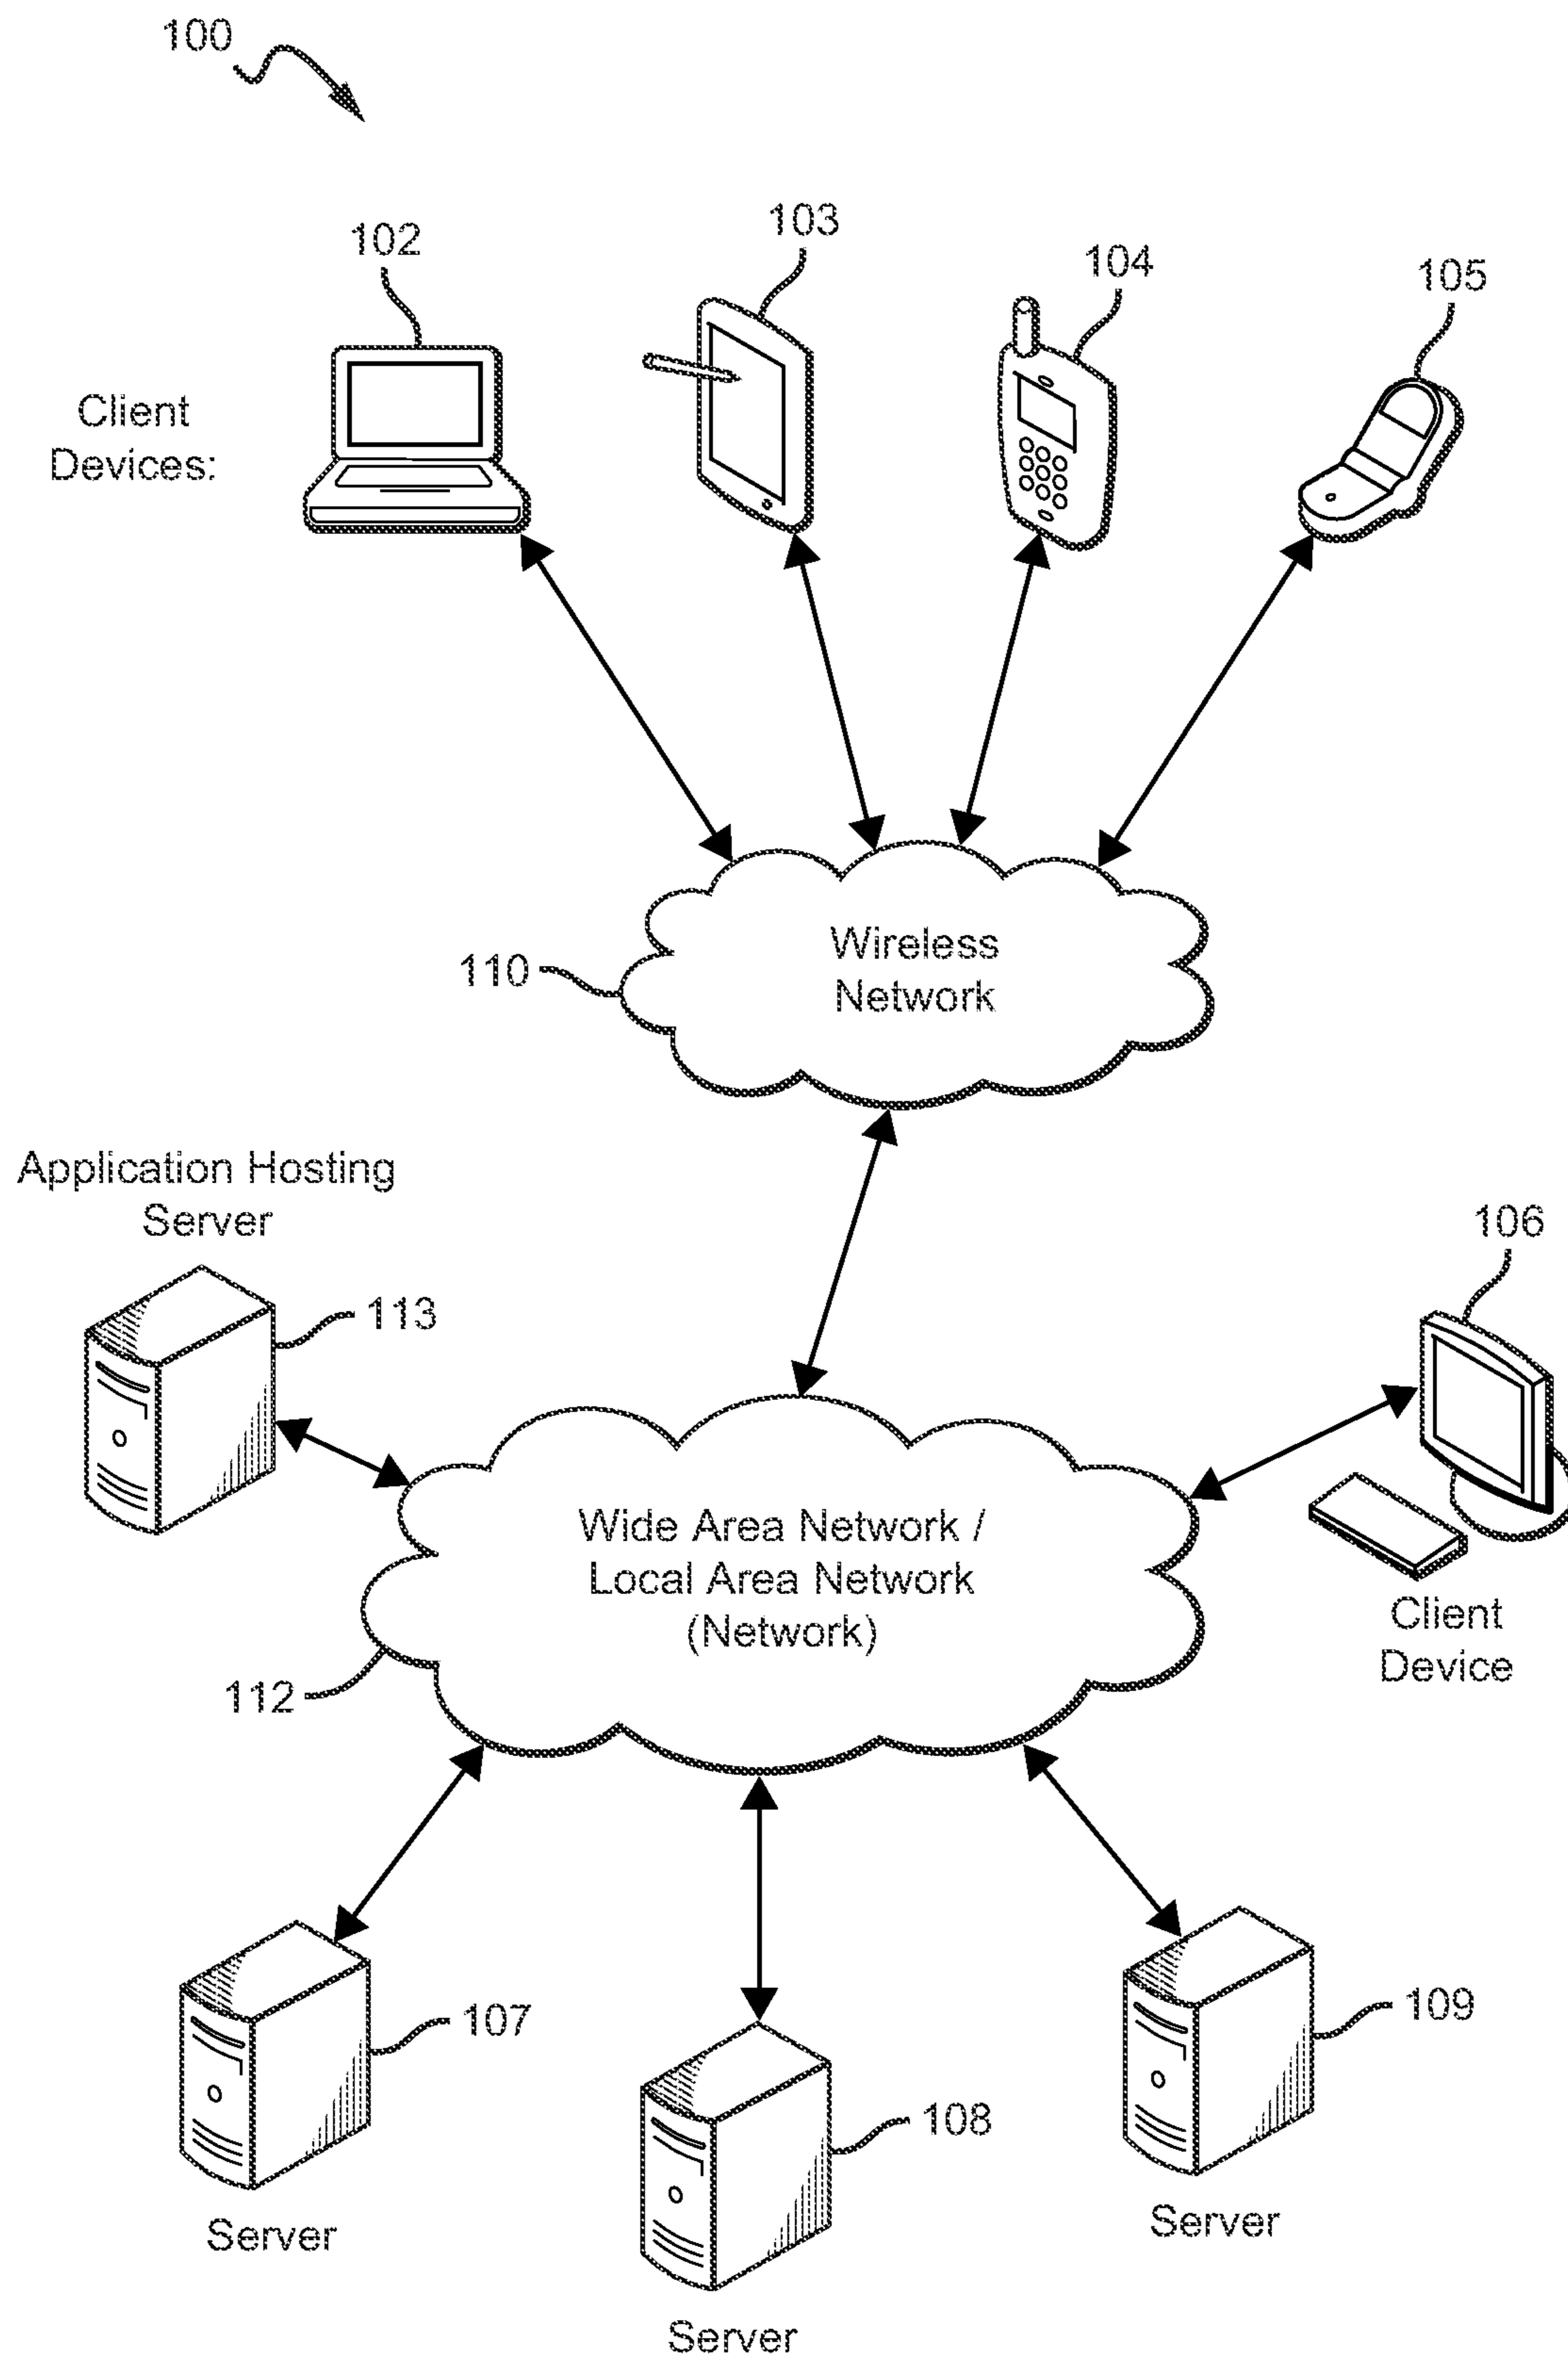 100
102
103
104
105
Client
Devices:
Wireless
Network
110
Application Hosting
Server
113
106
Wide Area Network /
Local Area Network
(Network)
Client
Device
112
107
108
109
Server
Server
Server